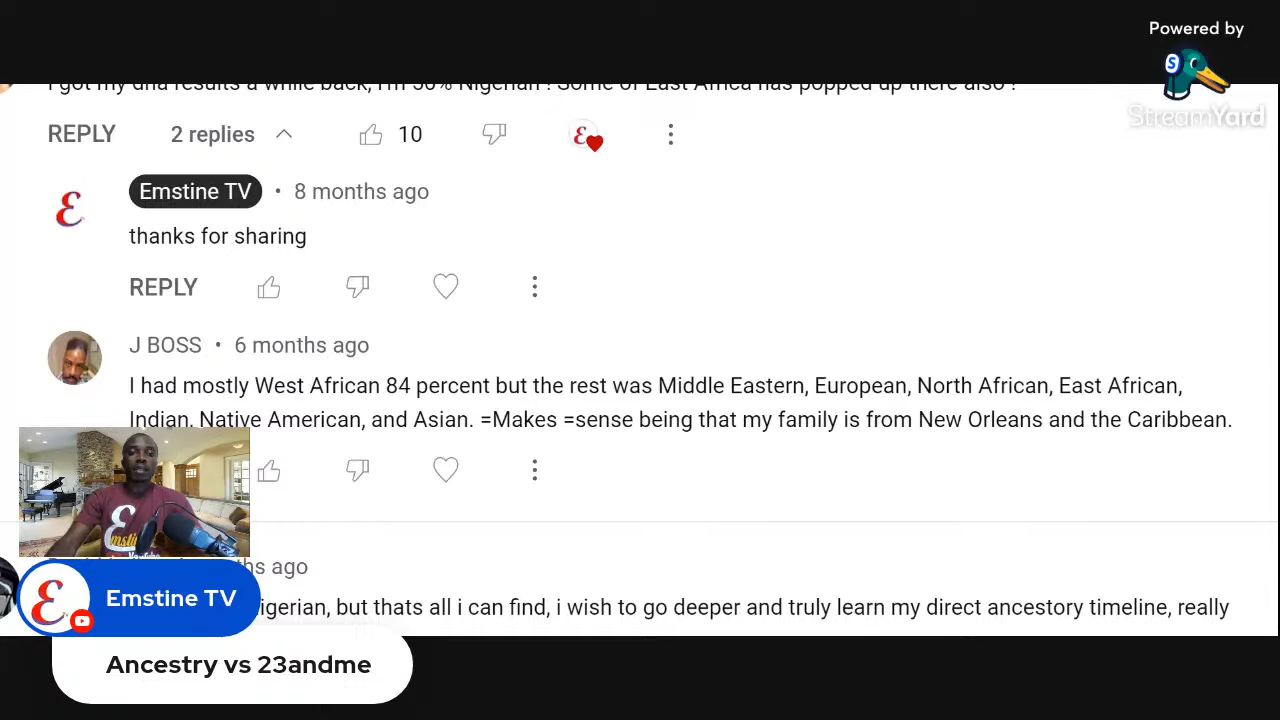 Powered by
StreamYard
I got my dna results a while back, I'm 50% Nigerian ! Some of East Africa has popped up there also !
REPLY 2 replies 10
Emstine TV • 8 months ago
thanks for sharing
REPLY
J BOSS • 6 months ago
I had mostly West African 84 percent but the rest was Middle Eastern, European, North African, East African,
Indian, Native American, and Asian. =Makes =sense being that my family is from New Orleans and the Caribbean.
ths ago
igerian, but thats all i can find, i wish to go deeper and truly learn my direct ancestory timeline, really
Emstine TV
Ancestry vs 23andme